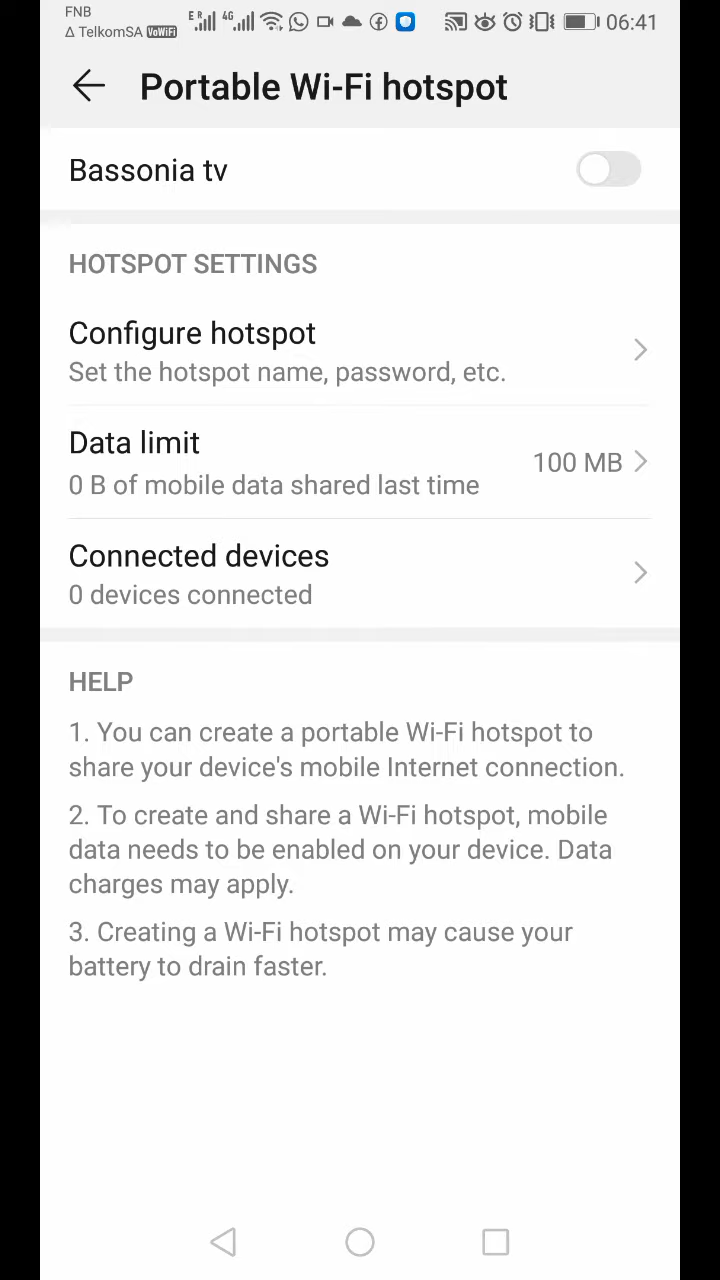 FNB
Δ TelkomSA VoWiFi
E R 4G 06:41
Portable Wi-Fi hotspot
Bassonia tv
HOTSPOT SETTINGS
Configure hotspot
Set the hotspot name, password, etc.
Data limit
100 MB
0 B of mobile data shared last time
Connected devices
0 devices connected
HELP
1. You can create a portable Wi-Fi hotspot to
share your device's mobile Internet connection.
2. To create and share a Wi-Fi hotspot, mobile
data needs to be enabled on your device. Data
charges may apply.
3. Creating a Wi-Fi hotspot may cause your
battery to drain faster.